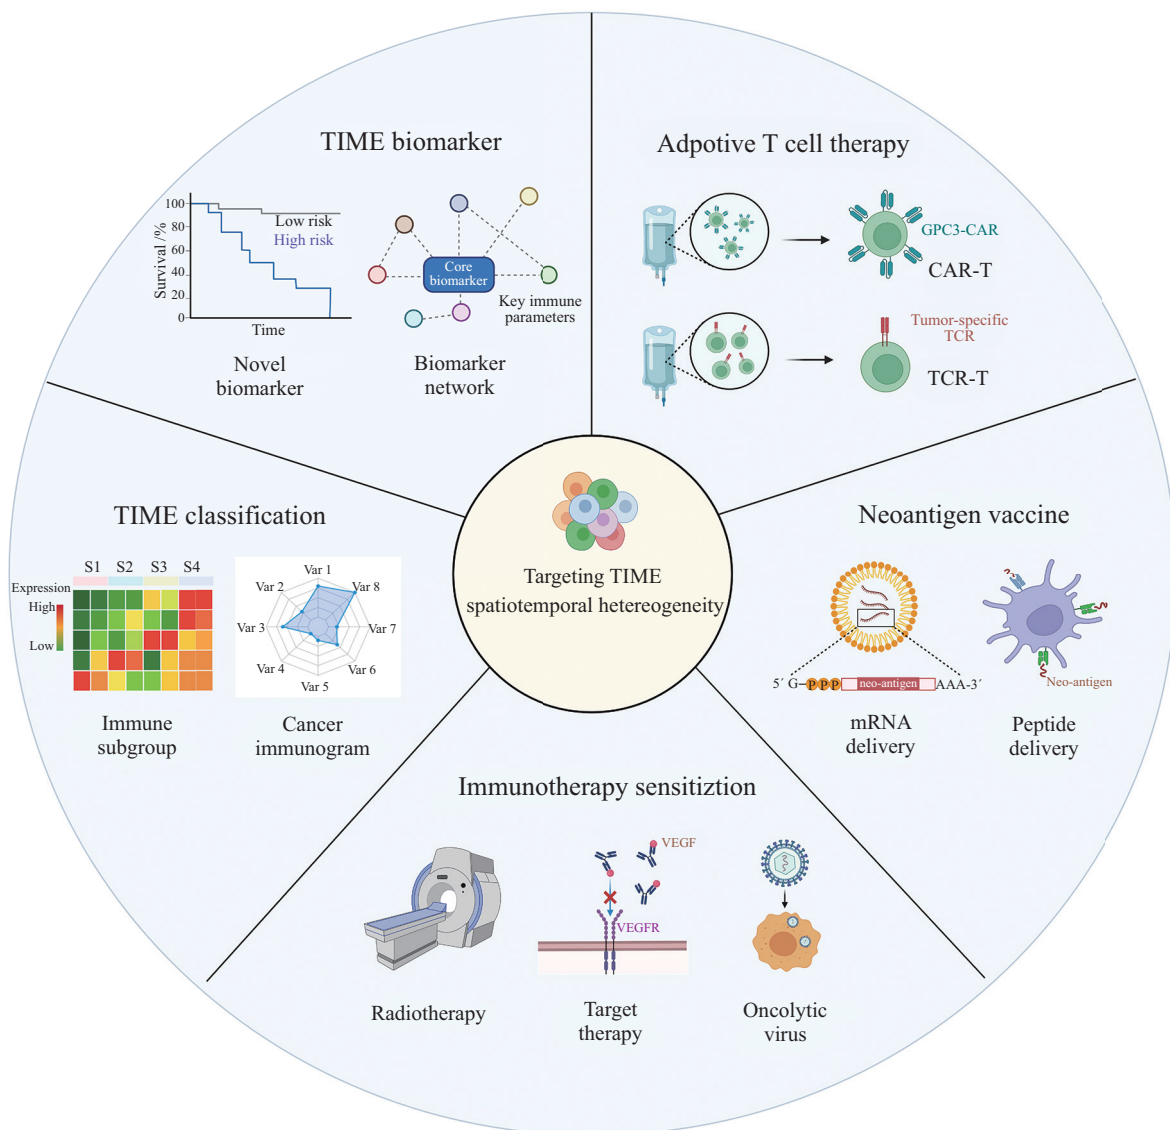 TIME biomarker
100
80
60
40
20
0
Survival /%
Low risk
High risk
Time
Novel
biomarker
Core
biomarker
Key immune
parameters
Biomarker
network
Adpotive T cell therapy
GPC3-CAR
CAR-T
Tumor-specific
TCR
TCR-T
TIME classification
S1 S2 S3 S4
Expression
High
Low
Immune
subgroup
Var 1
Var 2
Var 3
Var 4
Var 5
Var 6
Var 7
Var 8
Cancer
immunogram
Targeting TIME
spatiotemporal hetereogeneity
Neoantigen vaccine
5′ G–P P P neo-antigen AAA-3′
mRNA
delivery
Neo-antigen
Peptide
delivery
Immunotherapy sensitiztion
Radiotherapy
VEGF
VEGFR
Target
therapy
Oncolytic
virus